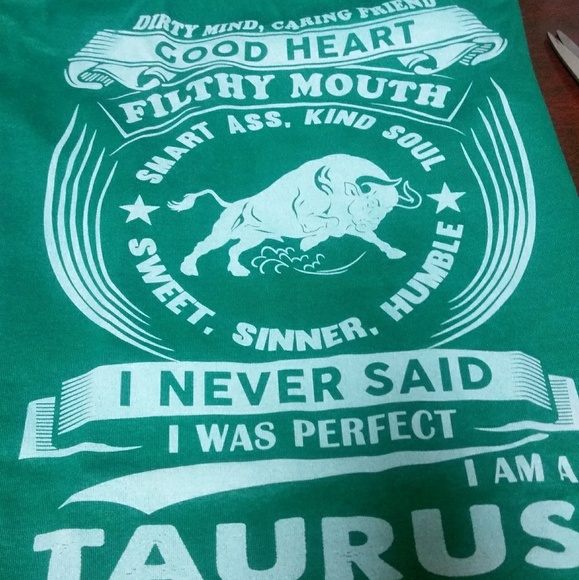 DIRTY MIND, CARING FRIEND
GOOD HEART
FILTHY MOUTH
SMART ASS, KIND SOUL
SWEET, SINNER, HUMBLE
I NEVER SAID
I WAS PERFECT
I AM A
TAURUS